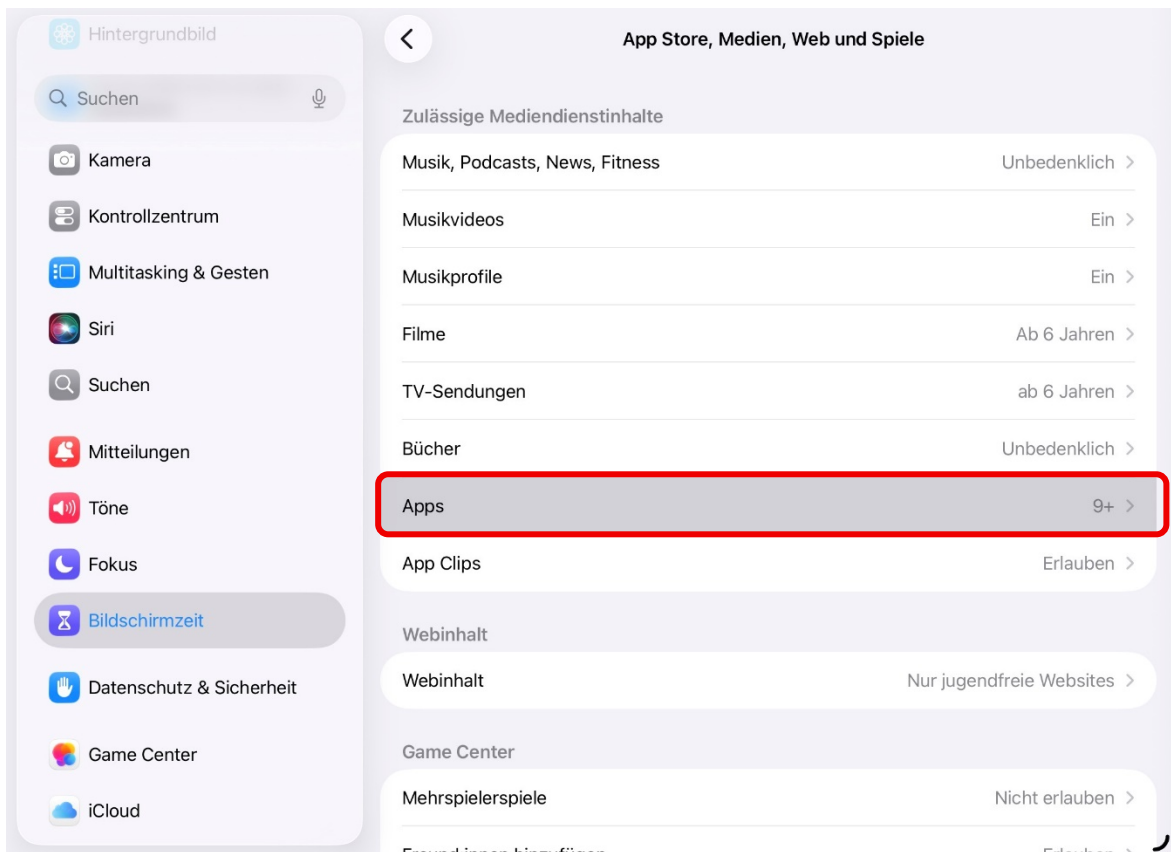 Hintergrundbild
Suchen
Kamera
Kontrollzentrum
Multitasking & Gesten
Siri
Suchen
Mitteilungen
Töne
Fokus
Bildschirmzeit
Datenschutz & Sicherheit
Game Center
iCloud
App Store, Medien, Web und Spiele
Zulässige Mediendienstinhalte
Musik, Podcasts, News, Fitness Unbedenklich
Musikvideos Ein
Musikprofile Ein
Filme Ab 6 Jahren
TV-Sendungen ab 6 Jahren
Bücher Unbedenklich
Apps 9+
App Clips Erlauben
Webinhalt
Webinhalt Nur jugendfreie Websites
Game Center
Mehrspielerspiele Nicht erlauben